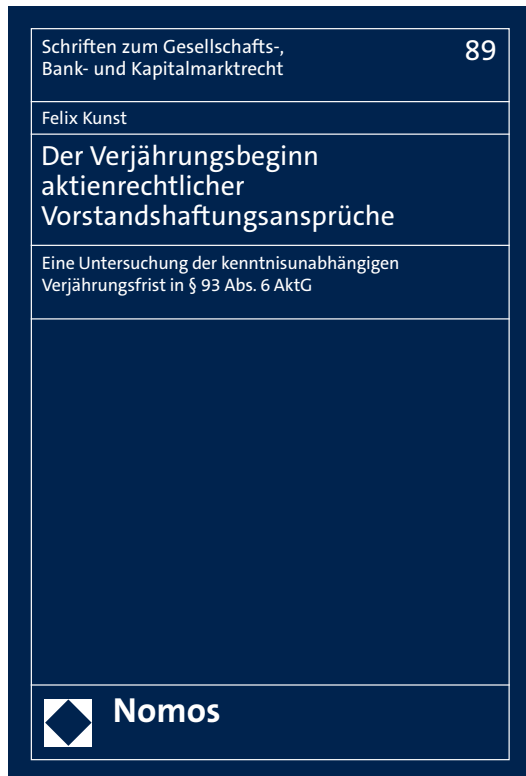 Schriften zum Gesellschafts-,
Bank- und Kapitalmarktrecht
89
Felix Kunst
Der Verjährungsbeginn
aktienrechtlicher
Vorstandshaftungsansprüche
Eine Untersuchung der kenntnisunabhängigen
Verjährungsfrist in § 93 Abs. 6 AktG
Nomos